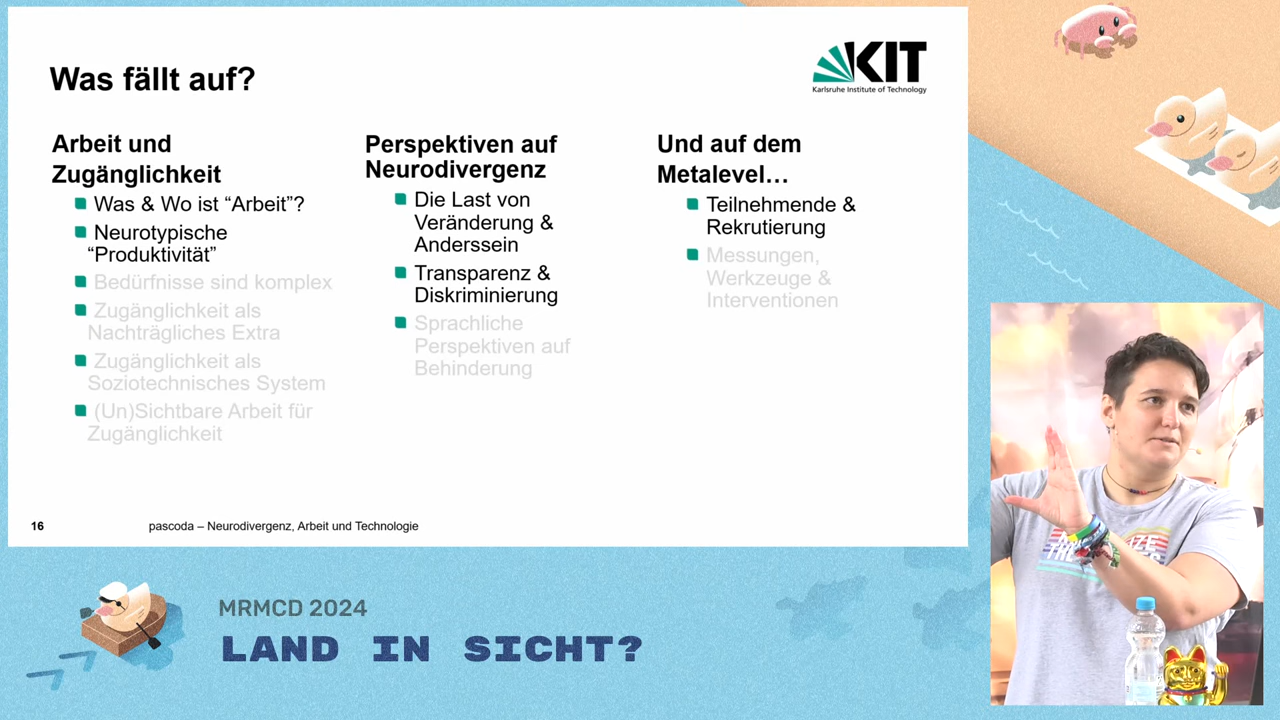 Was fällt auf?
KIT
Karlsruhe Institute of Technology
Arbeit und
Zugänglichkeit
Was & Wo ist “Arbeit”?
Neurotypische
“Produktivität”
Bedürfnisse sind komplex
Zugänglichkeit als
Nachträgliches Extra
Zugänglichkeit als
Soziotechnisches System
(Un)Sichtbare Arbeit für
Zugänglichkeit
Perspektiven auf
Neurodivergenz
Die Last von
Veränderung &
Anderssein
Transparenz &
Diskriminierung
Sprachliche
Perspektiven auf
Behinderung
Und auf dem
Metalevel…
Teilnehmende &
Rekrutierung
Messungen,
Werkzeuge &
Interventionen
16
pascoda – Neurodivergenz, Arbeit und Technologie
MRMCD 2024
LAND IN SICHT?